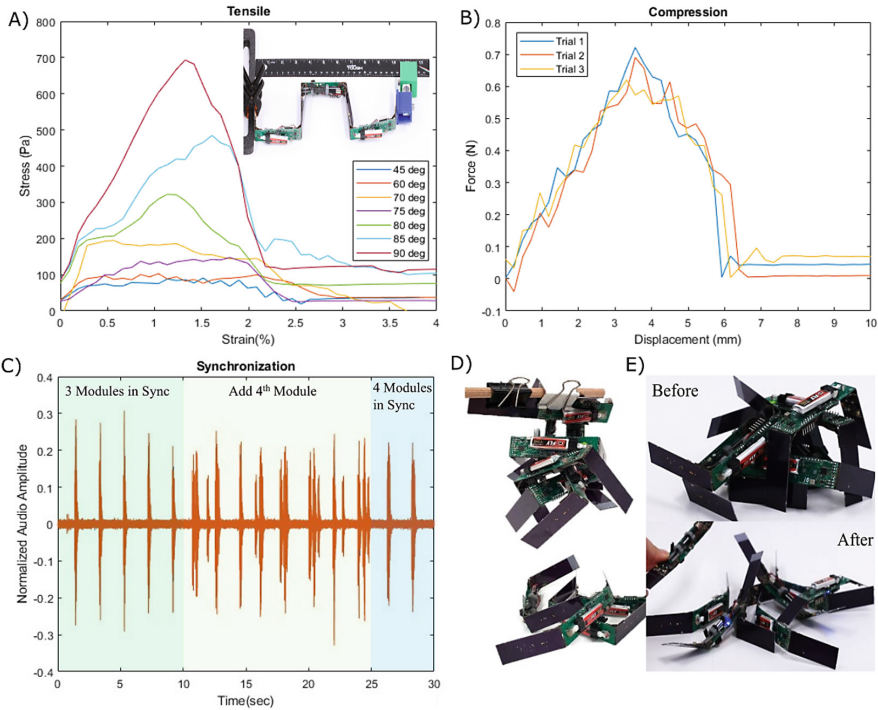 A)
Tensile
800
700
600
500
400
300
200
100
0
Stress (Pa)
0
0.5
1
1.5
2
2.5
3
3.5
4
Strain(%)
45 deg
60 deg
70 deg
75 deg
80 deg
85 deg
90 deg
B)
Compression
0.8
0.7
0.6
0.5
0.4
0.3
0.2
0.1
0
-0.1
Force (N)
0
1
2
3
4
5
6
7
8
9
10
Displacement (mm)
Trial 1
Trial 2
Trial 3
C)
Synchronization
3 Modules in Sync
Add 4th Module
4 Modules
in Sync
0.4
0.3
0.2
0.1
0
-0.1
-0.2
-0.3
-0.4
Normalized Audio Amplitude
0
5
10
15
20
25
30
Time(sec)
D)
E)
Before
After